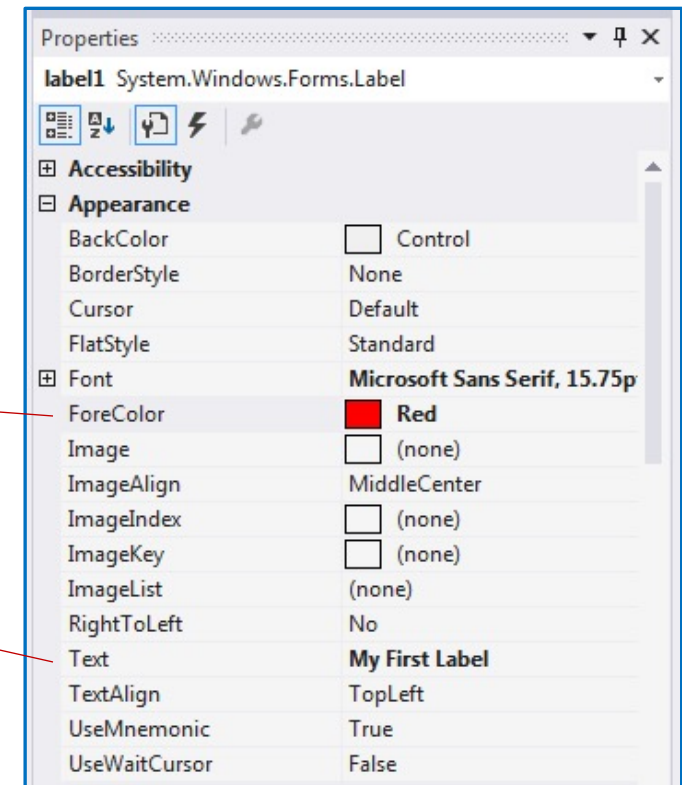 Properties
label1 System.Windows.Forms.Label
Accessibility
Appearance
BackColor Control
BorderStyle None
Cursor Default
FlatStyle Standard
Font Microsoft Sans Serif, 15.75p
ForeColor Red
Image (none)
ImageAlign MiddleCenter
ImageIndex (none)
ImageKey (none)
ImageList (none)
RightToLeft No
Text My First Label
TextAlign TopLeft
UseMnemonic True
UseWaitCursor False